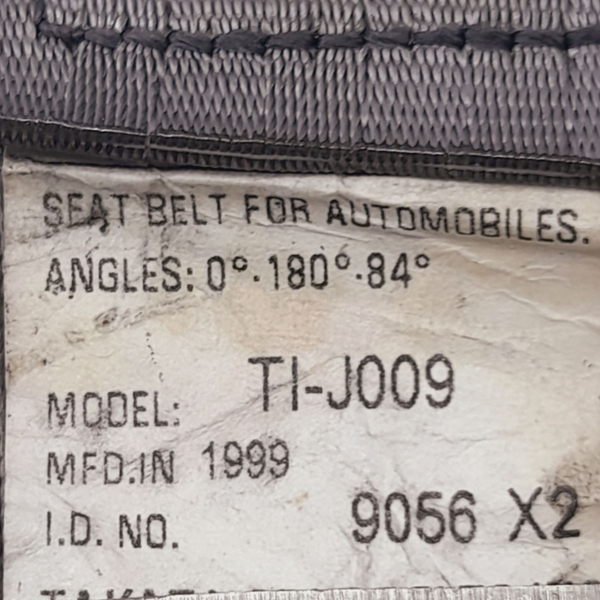 SEAT BELT FOR AUTOMOBILES.
ANGLES: 0°·180°·84°
MODEL: TI-J009
MFD.IN 1999
I.D. NO. 9056 X2